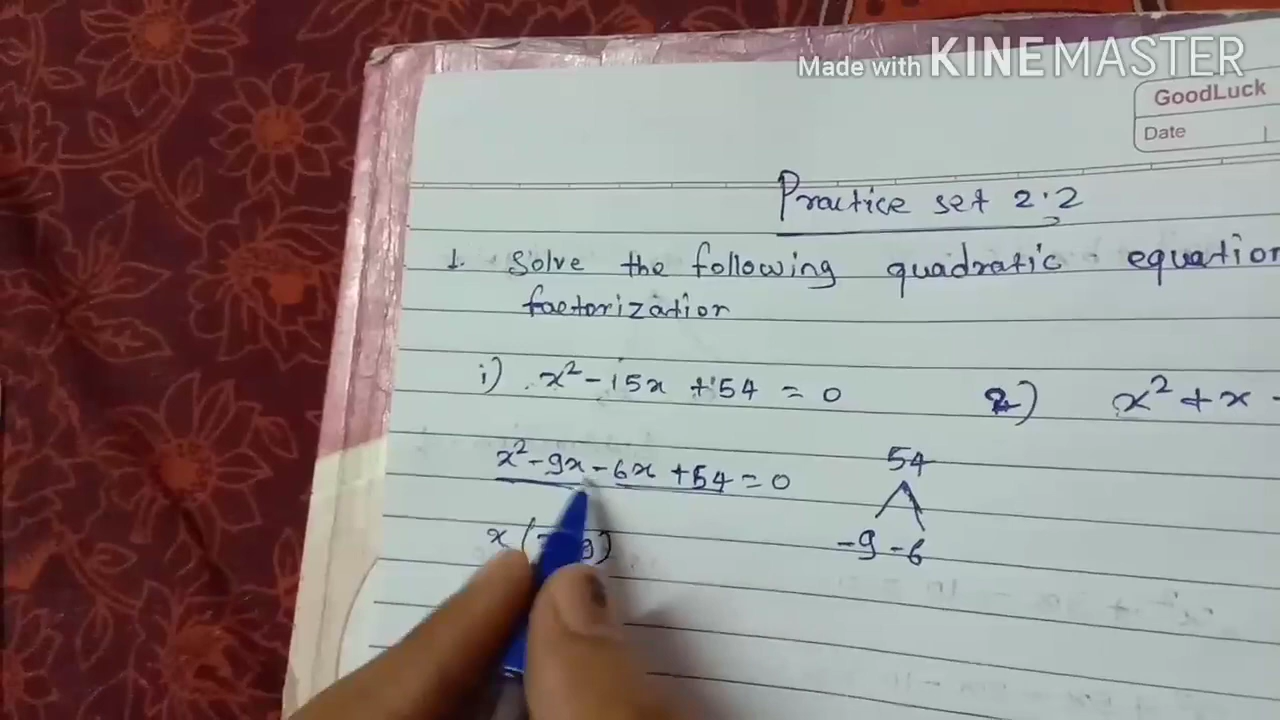 Made with KINEMASTER
GoodLuck
Date
Practice set 2.2
1. Solve the following quadratic equation
factorization
i) x² - 15x + 54 = 0
2) x² + x -
x² - 9x - 6x + 54 = 0
54
-9 -6
x (x - 9)